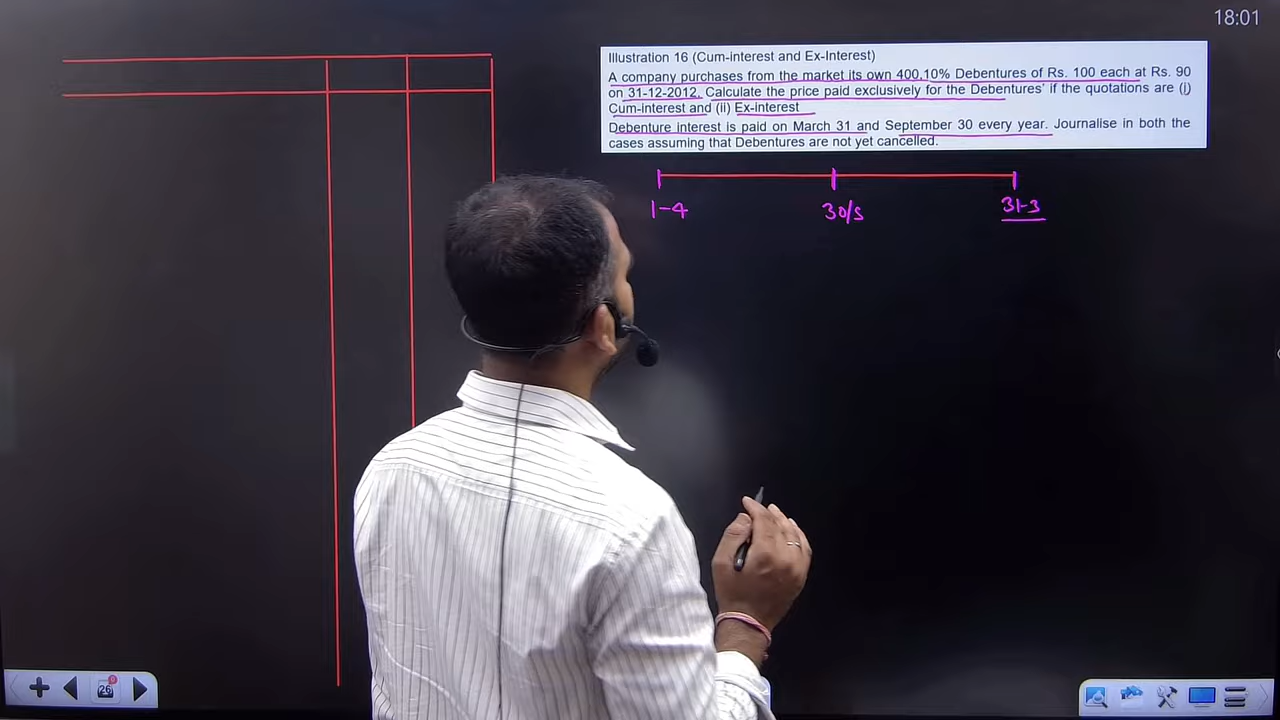 18:01
Illustration 16 (Cum-interest and Ex-Interest)
A company purchases from the market its own 400,10% Debentures of Rs. 100 each at Rs. 90
on 31-12-2012. Calculate the price paid exclusively for the Debentures' if the quotations are (i)
Cum-interest and (ii) Ex-interest
Debenture interest is paid on March 31 and September 30 every year. Journalise in both the
cases assuming that Debentures are not yet cancelled.
1-4
30/s
31-3
26